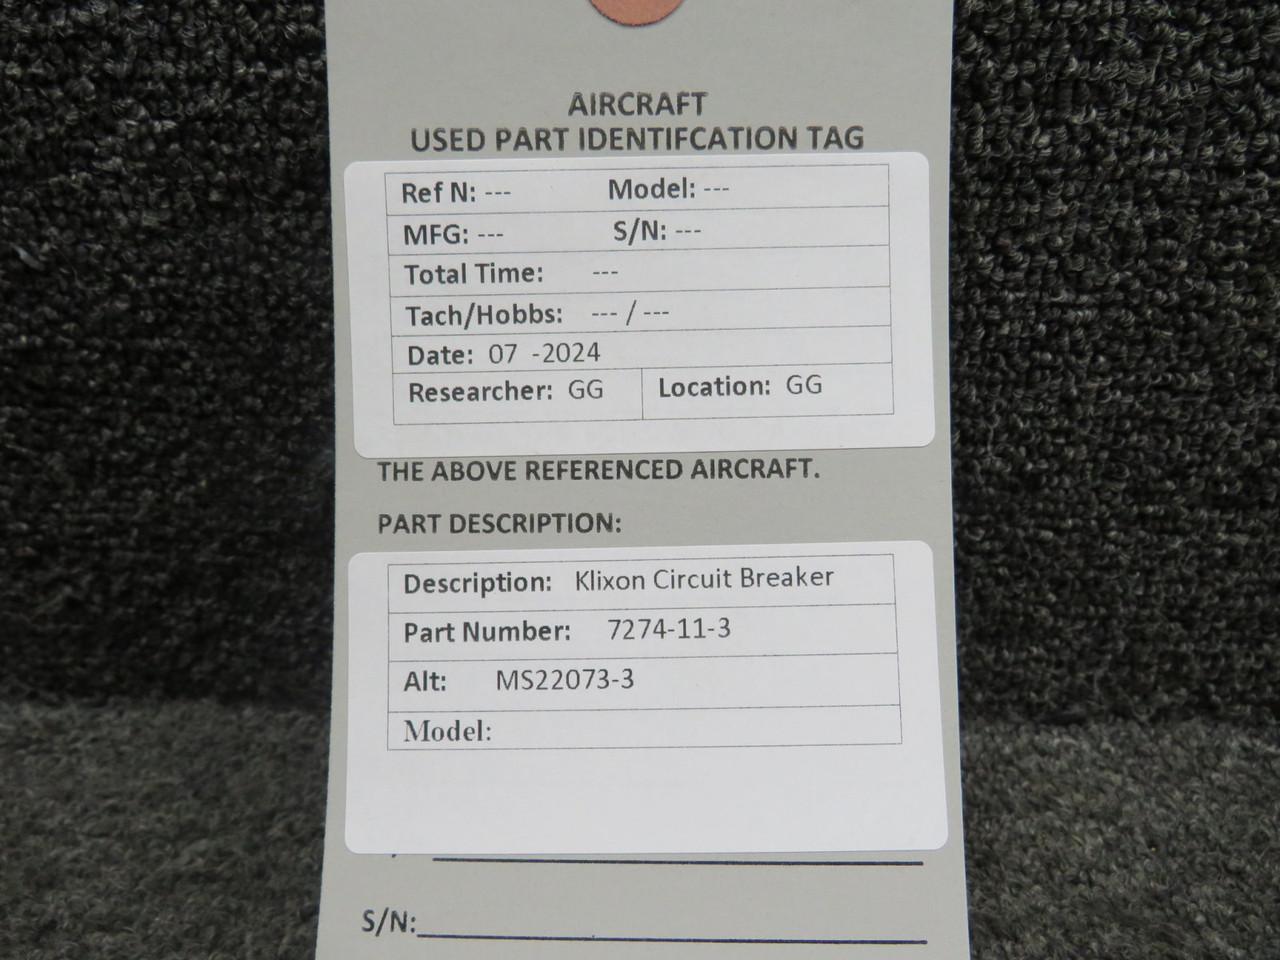 AIRCRAFT
USED PART IDENTIFCATION TAG
Ref N: --- Model: ---
MFG: --- S/N: ---
Total Time: ---
Tach/Hobbs: --- / ---
Date: 07 -2024
Researcher: GG Location: GG
THE ABOVE REFERENCED AIRCRAFT.
PART DESCRIPTION:
Description: Klixon Circuit Breaker
Part Number: 7274-11-3
Alt: MS22073-3
Model:
S/N: